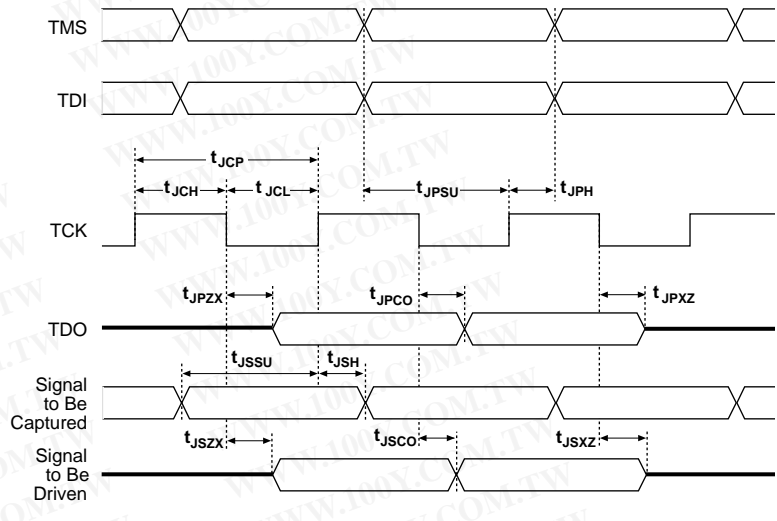 TMS
TDI
tJCP
tJCH
tJCL
tJPSU
tJPH
TCK
tJPZX
tJPCO
tJPXZ
TDO
tJSSU
tJSH
Signal
to Be
Captured
tJSZX
tJSCO
tJSXZ
Signal
to Be
Driven
WWW.100Y.COM.TW